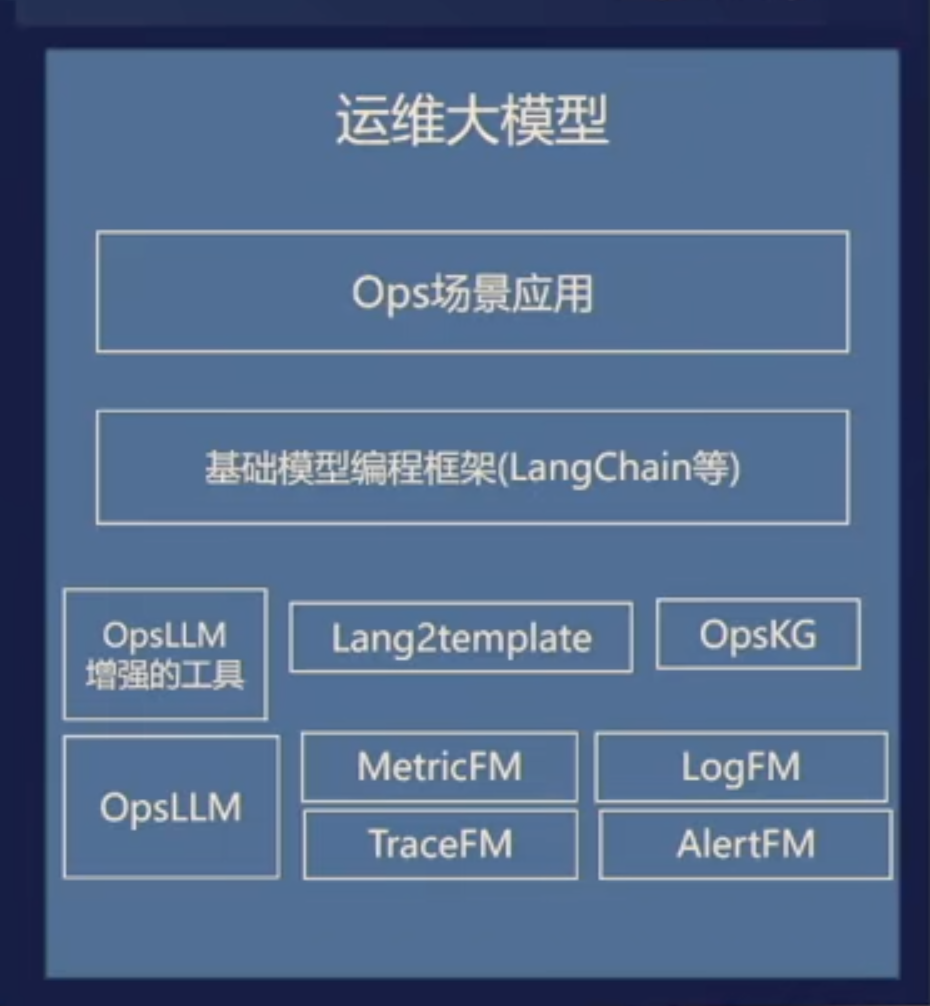 运维大模型
Ops场景应用
基础模型编程框架(LangChain等)
OpsLLM
增强的工具
Lang2template
OpsKG
OpsLLM
MetricFM
LogFM
TraceFM
AlertFM